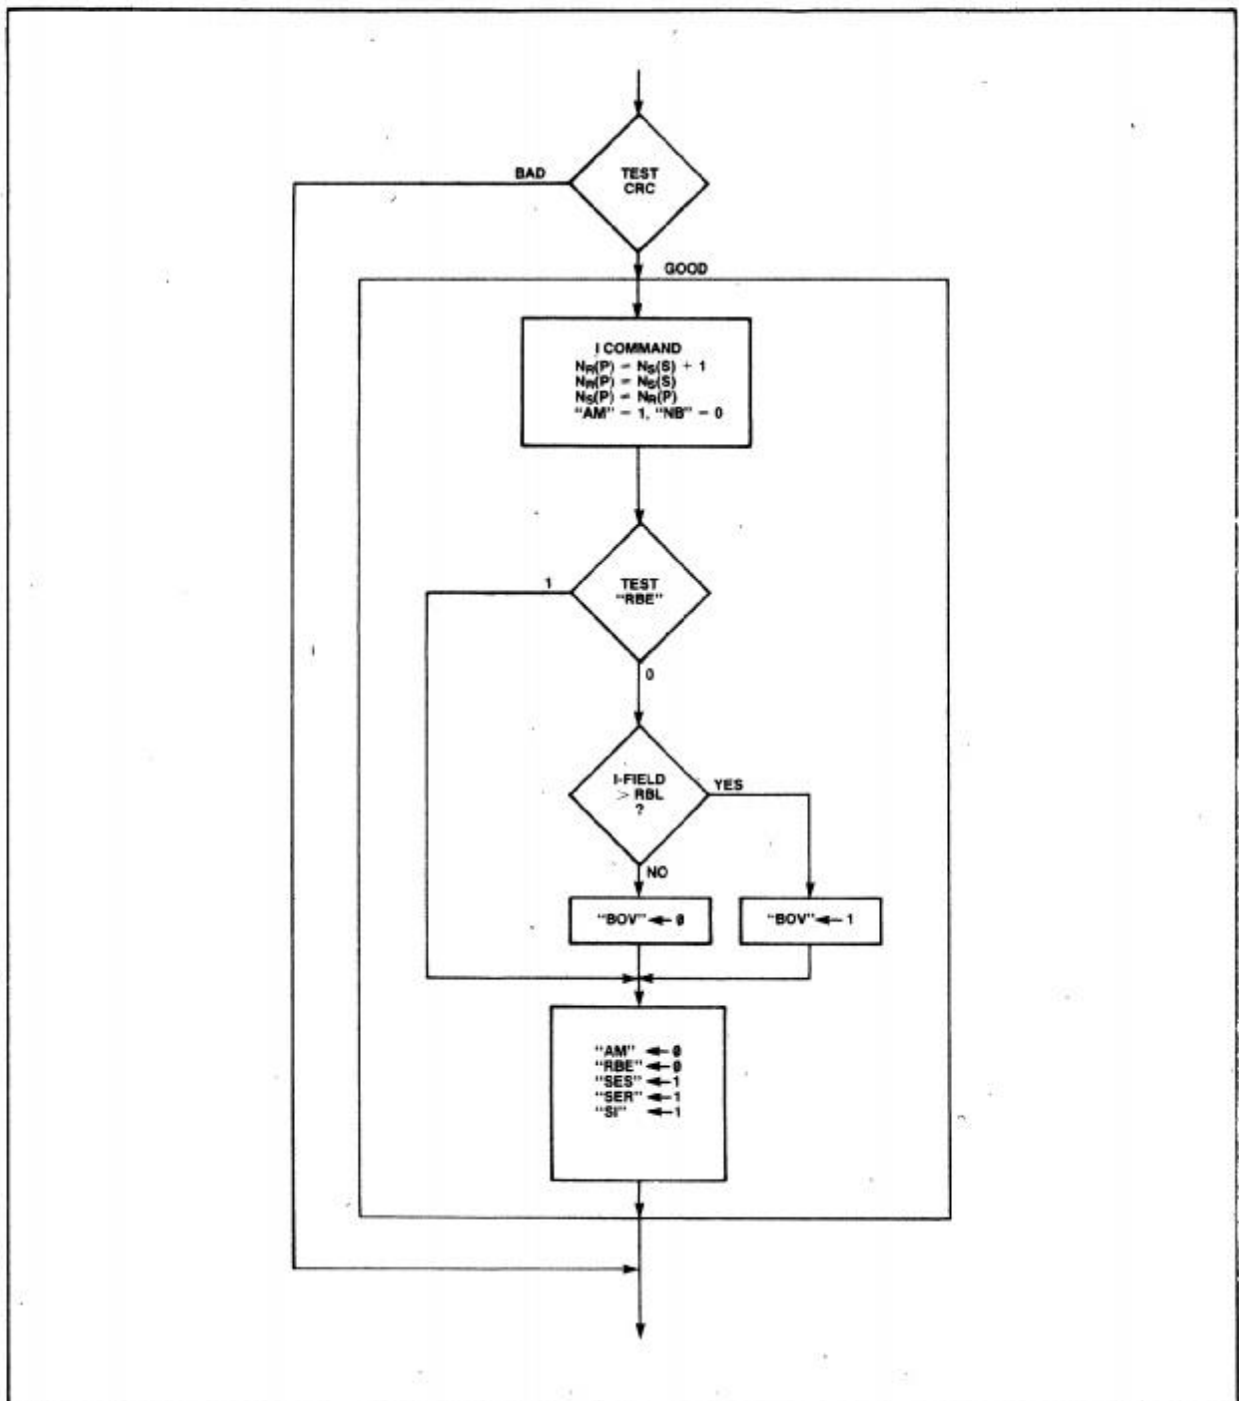 TEST
CRC
BAD
GOOD
I COMMAND
NR(P) = NS(S) + 1
NR(P) = NS(S)
NS(P) ≠ NR(P)
"AM" = 1, "NB" = 0
TEST
"RBE"
1
0
I-FIELD
> RBL
?
YES
NO
"BOV" ← 0
"BOV" ← 1
"AM" ← 0
"RBE" ← 0
"SES" ← 1
"SER" ← 1
"SI" ← 1